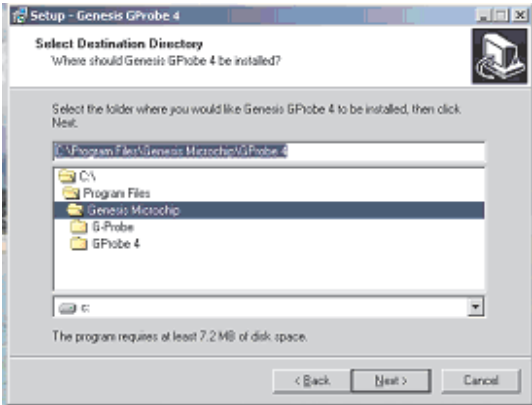 Setup - Genesis GProbe 4
Select Destination Directory
Where should Genesis GProbe 4 be installed?
Select the folder where you would like Genesis GProbe 4 to be installed, then click
Next.
C:\Program Files\Genesis Microchip\GProbe 4
C:\
Program Files
Genesis Microchip
G-Probe
GProbe 4
c:
The program requires at least 7.2 MB of disk space.
< Back Next > Cancel